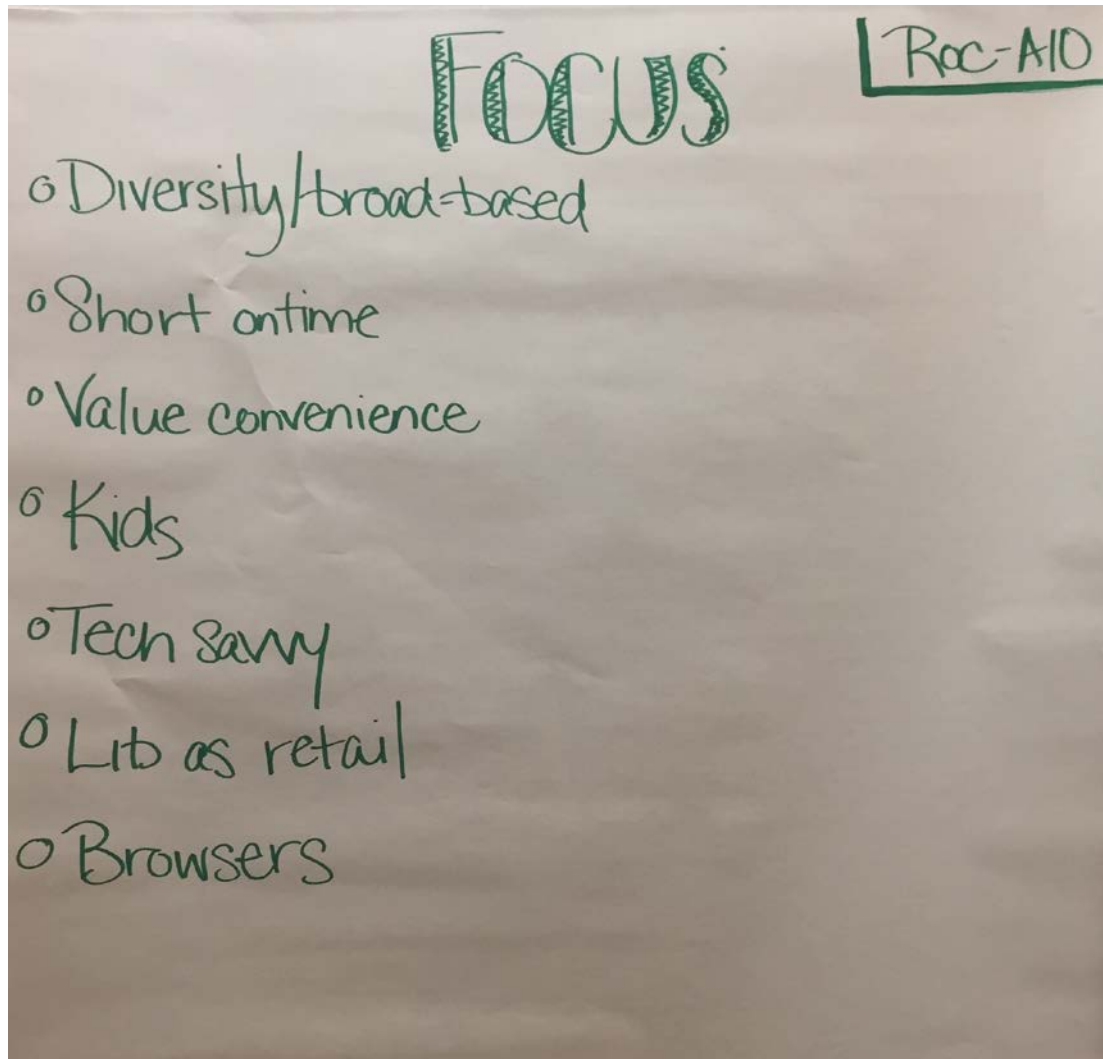 Focus
Roc-A10
Diversity/broad-based
Short ontime
Value convenience
Kids
Tech savvy
Lib as retail
Browsers